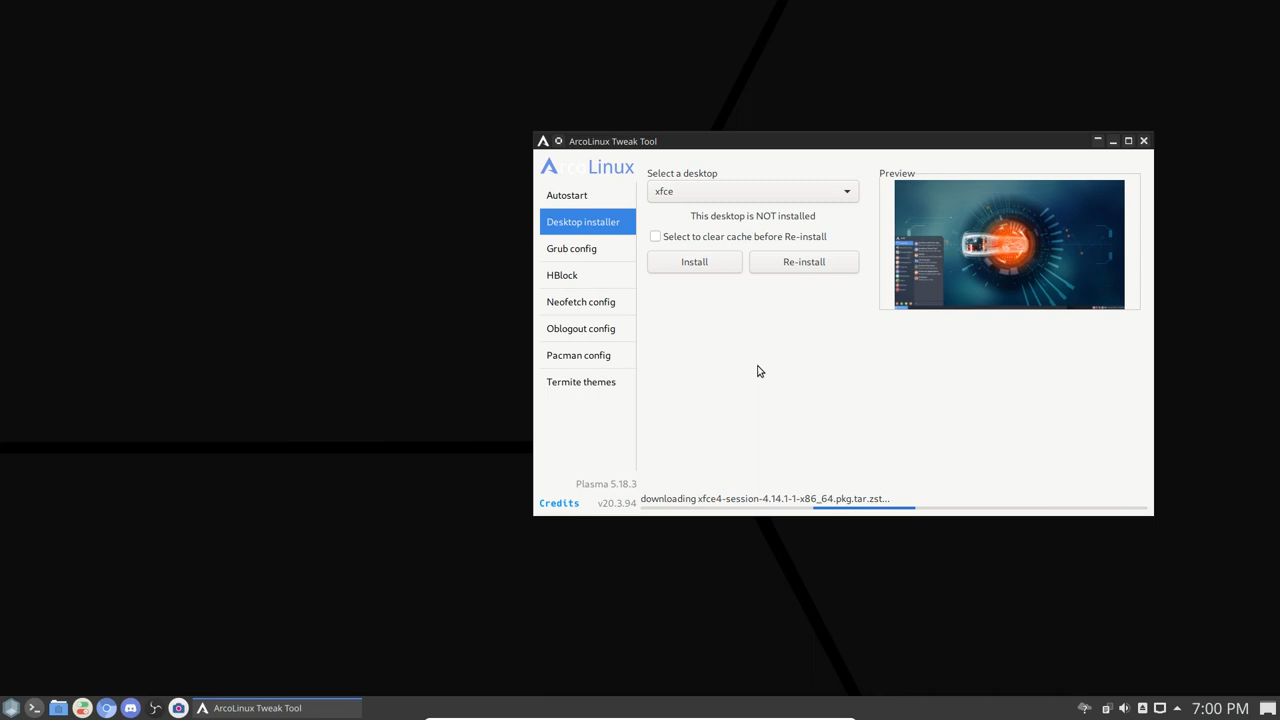 ArcoLinux Tweak Tool
ArcoLinux
Autostart
Desktop installer
Grub config
HBlock
Neofetch config
Oblogout config
Pacman config
Termite themes
Plasma 5.18.3
Credits v20.3.94
Select a desktop
xfce
This desktop is NOT installed
Select to clear cache before Re-install
Install Re-install
Preview
downloading xfce4-session-4.14.1-1-x86_64.pkg.tar.zst...
ArcoLinux Tweak Tool
7:00 PM